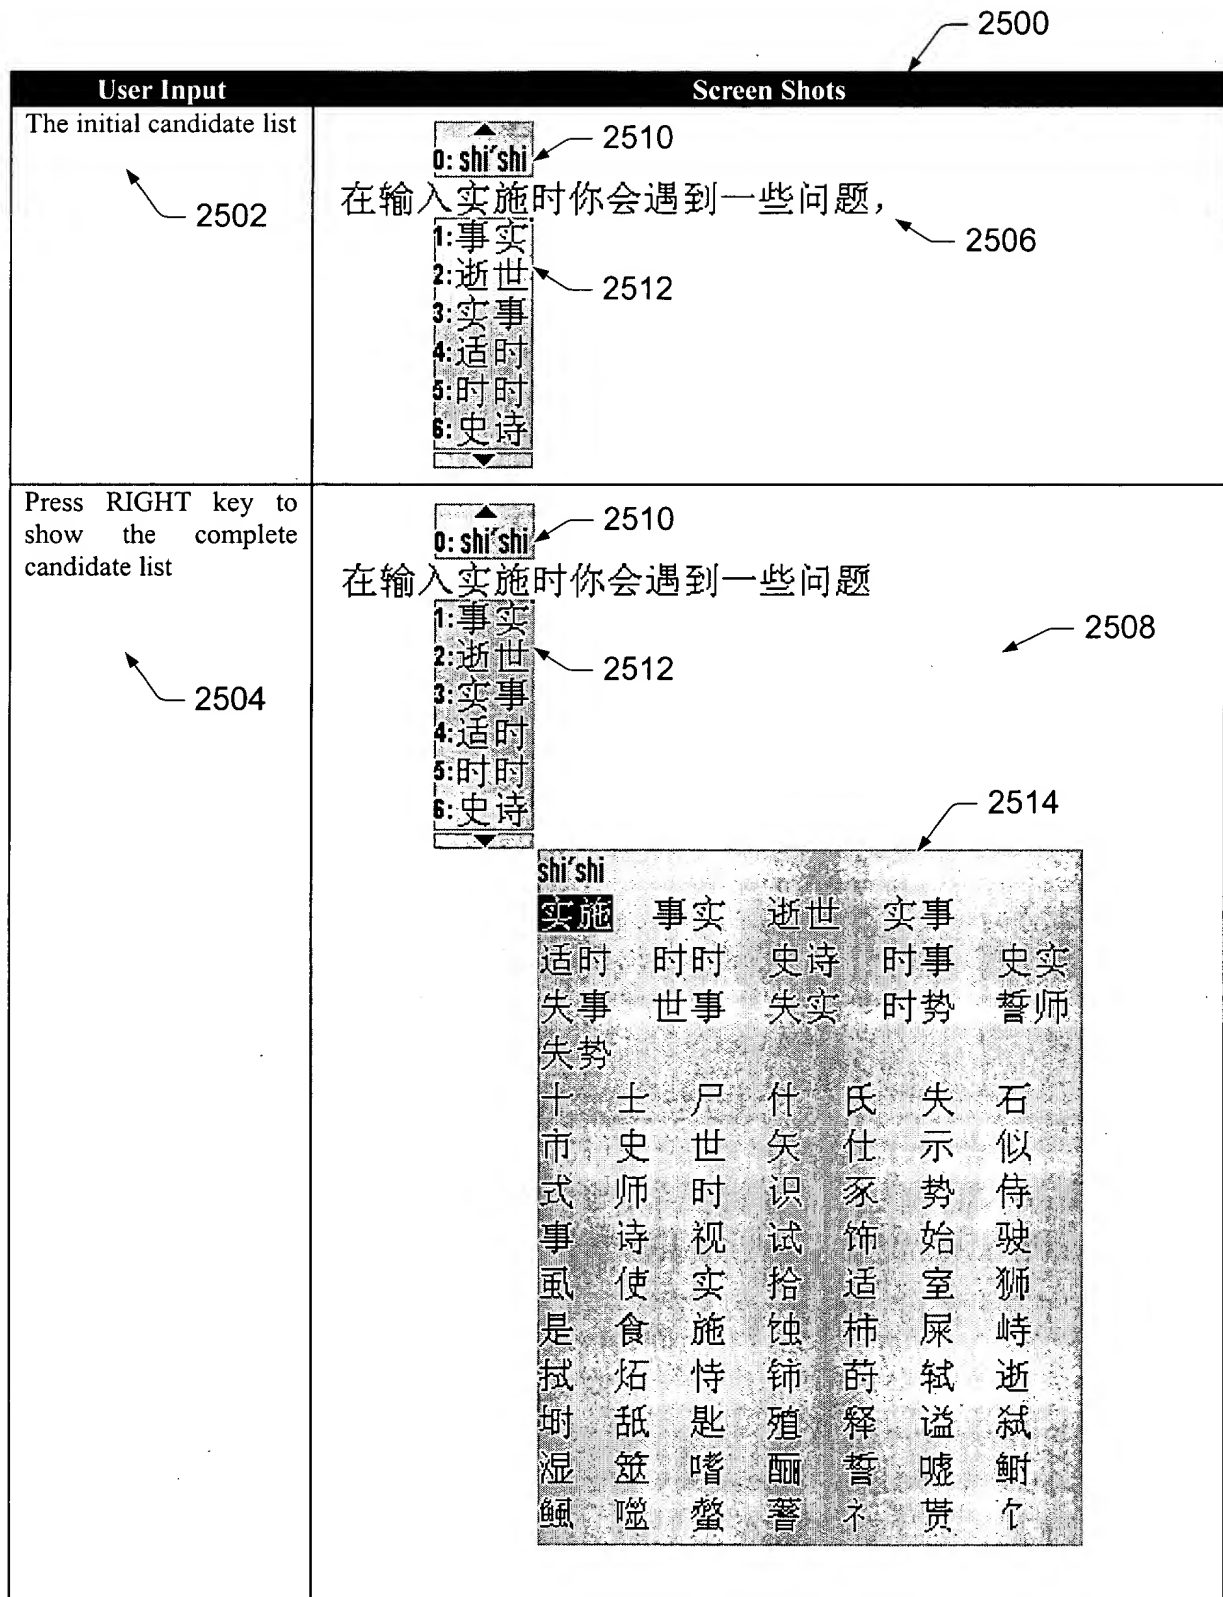 2500
User Input Screen Shots
The initial candidate list
2502
0: shi'shi
2510
在输入实施时你会遇到一些问题，
2506
1:事实
2:逝世
2512
3:实事
4:适时
5:时时
6:史诗
Press RIGHT key to
show the complete
candidate list
2504
0: shi'shi
2510
在输入实施时你会遇到一些问题
2508
1:事实
2:逝世
2512
3:实事
4:适时
5:时时
6:史诗
2514
shi'shi
实施 事实 逝世 实事
适时 时时 史诗 时事 史实
失事 世事 失实 时势 誓师
失势
十 士 尸 什 氏 失 石
市 史 世 矢 仕 示 似
式 师 时 识 豕 势 侍
事 诗 视 试 饰 始 驶
虱 使 实 拾 适 室 狮
是 食 施 蚀 柿 屎 峙
拭 炻 恃 铈 莳 轼 逝
埘 舐 匙 殖 释 谥 弑
湿 筮 嗜 酾 誓 嘘 鲥
鲺 噬 螫 蓍 礻 贳 饣